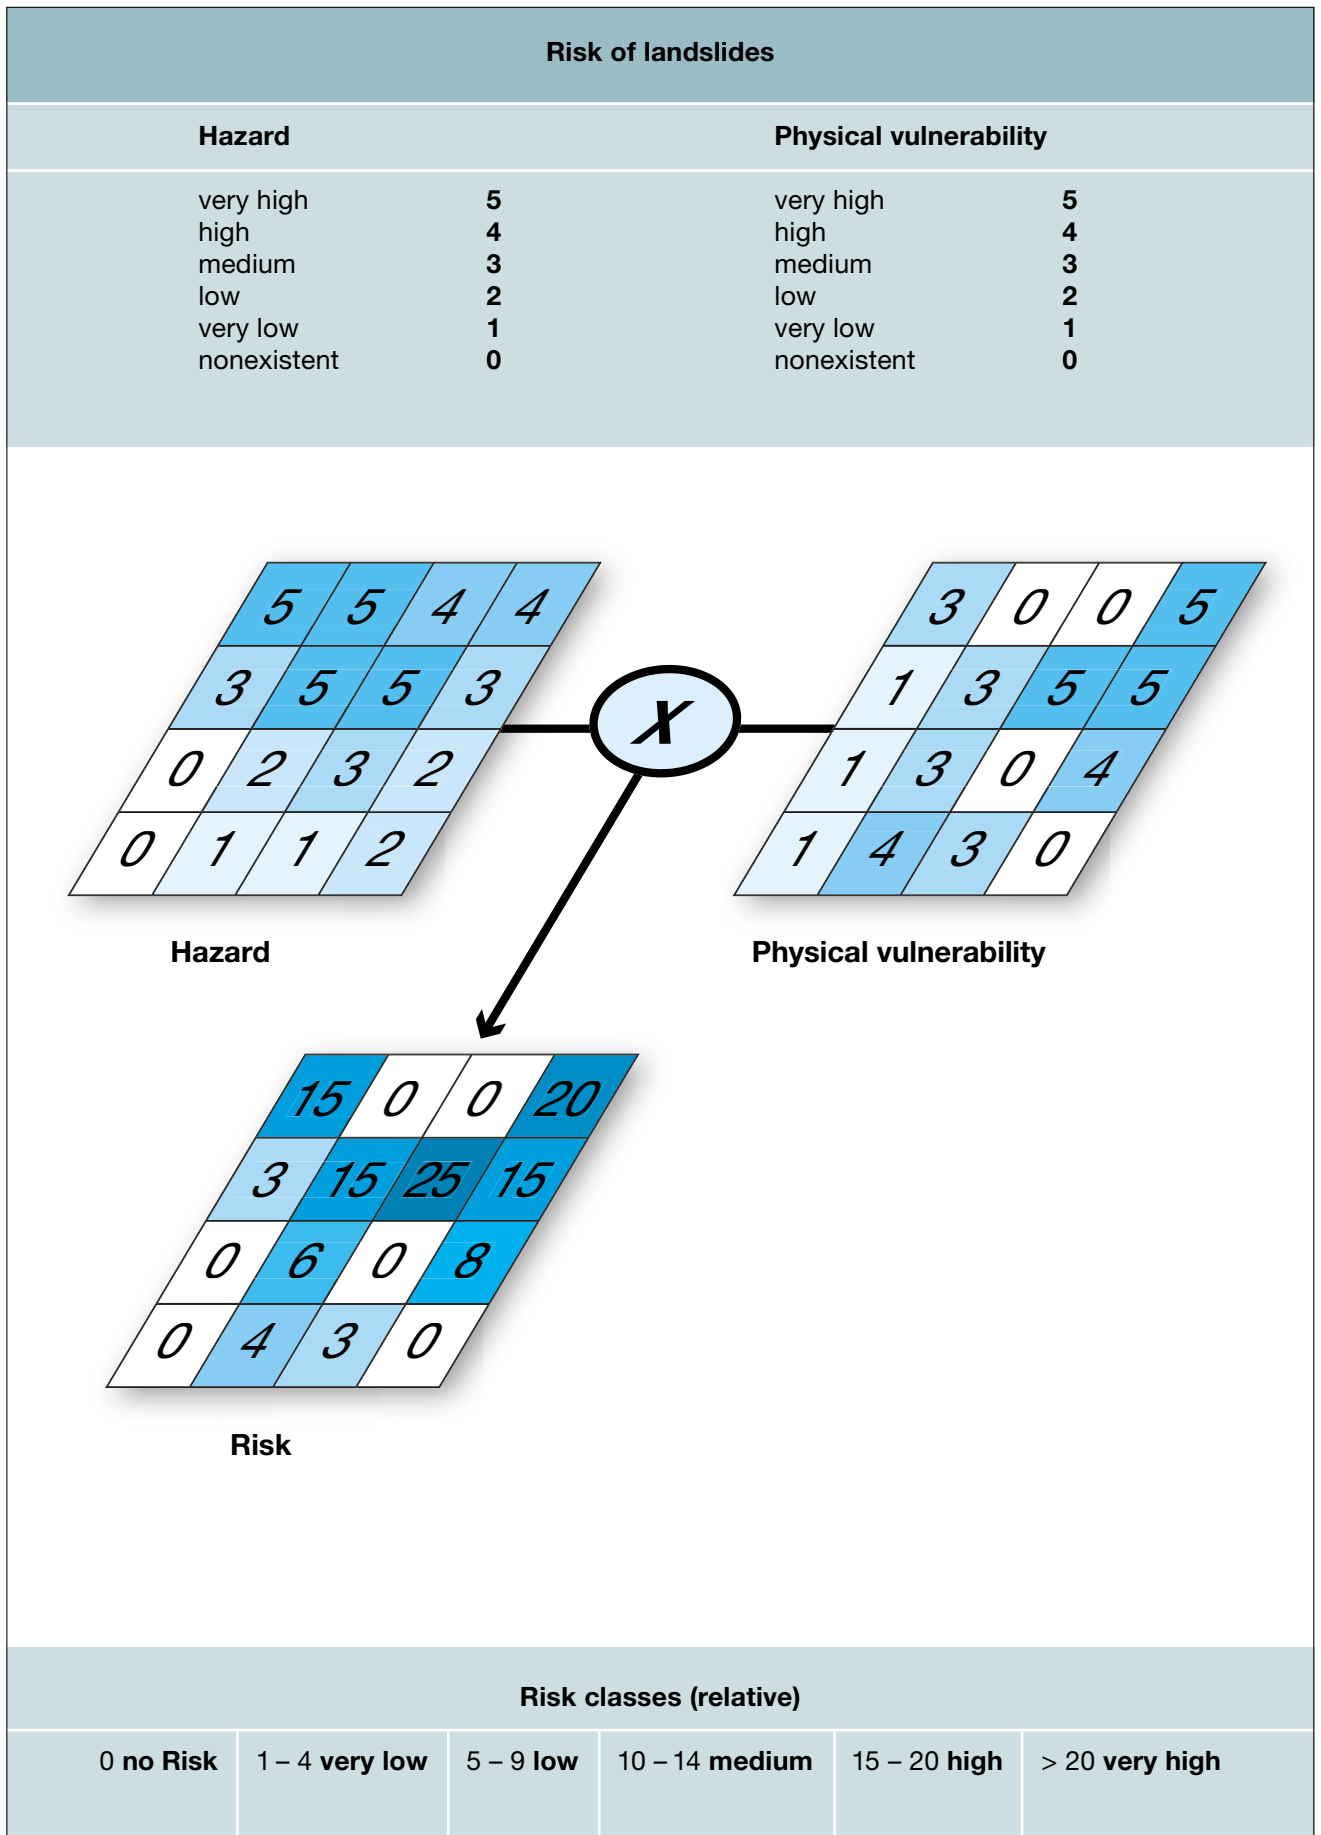 Risk of landslides
Hazard Physical vulnerability
very high 5 very high 5
high 4 high 4
medium 3 medium 3
low 2 low 2
very low 1 very low 1
nonexistent 0 nonexistent 0
5 5 4 4 3 0 0 5
3 5 5 3 1 3 5 5
X
0 2 3 2 1 3 0 4
0 1 1 2 1 4 3 0
Hazard Physical vulnerability
15 0 0 20
3 15 25 15
0 6 0 8
0 4 3 0
Risk
Risk classes (relative)
0 no Risk 1 – 4 very low 5 – 9 low 10 – 14 medium 15 – 20 high > 20 very high